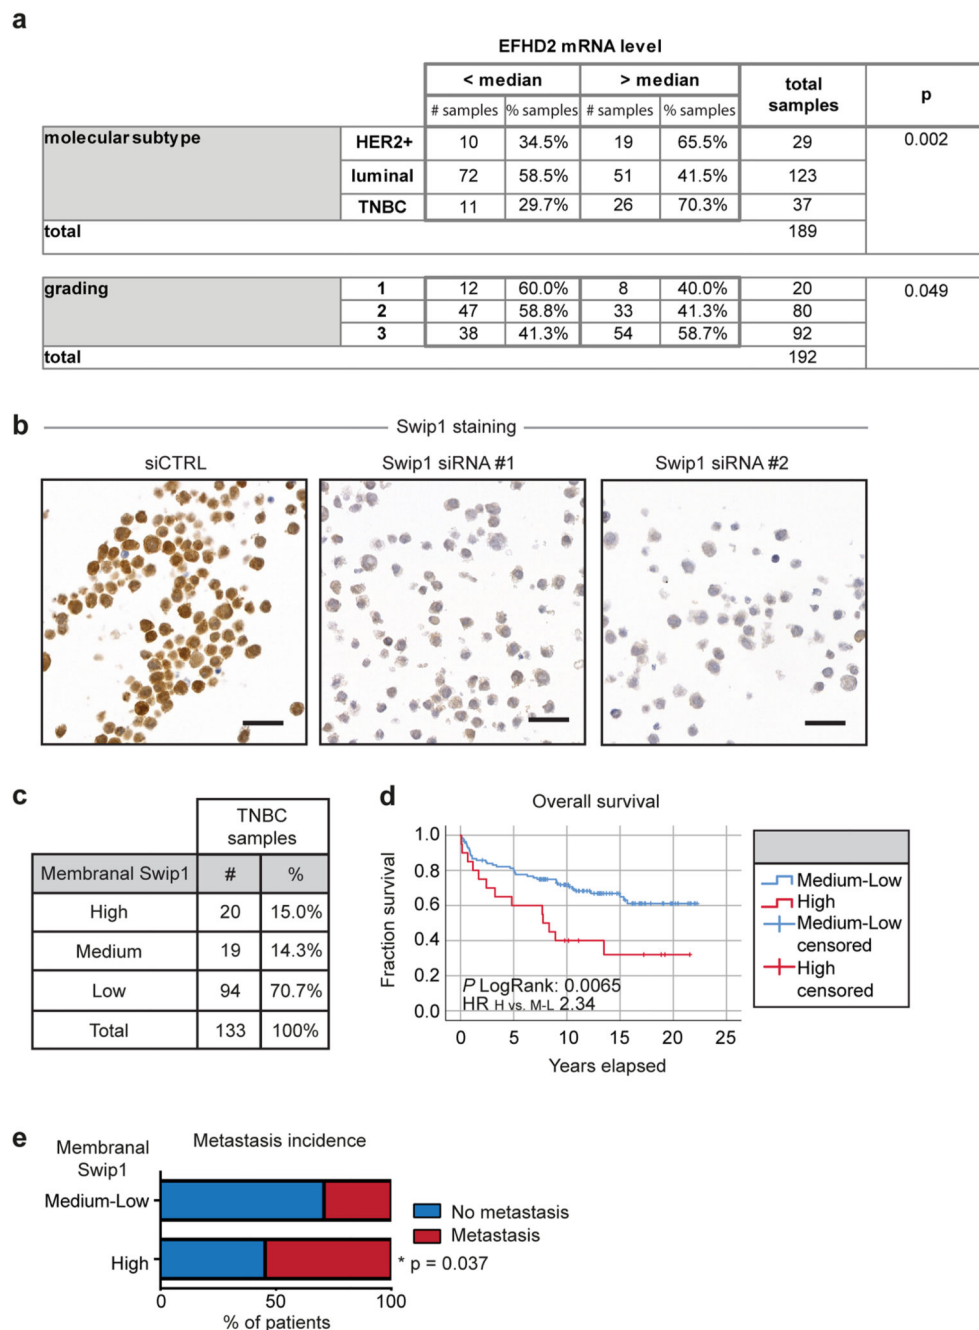 a
EFHD2 mRNA level
< median > median total samples p
# samples % samples # samples % samples
molecular subtype HER2+ 10 34.5% 19 65.5% 29 0.002
luminal 72 58.5% 51 41.5% 123
TNBC 11 29.7% 26 70.3% 37
total 189
grading 1 12 60.0% 8 40.0% 20 0.049
2 47 58.8% 33 41.3% 80
3 38 41.3% 54 58.7% 92
total 192
b
Swip1 staining
siCTRL Swip1 siRNA #1 Swip1 siRNA #2
c
TNBC
samples
Membranal Swip1 # %
High 20 15.0%
Medium 19 14.3%
Low 94 70.7%
Total 133 100%
d
Overall survival
Fraction survival
1.0
0.8
0.6
0.4
0.2
0.0
P LogRank: 0.0065
HR H vs. M-L 2.34
0 5 10 15 20 25
Years elapsed
Medium-Low
High
Medium-Low
censored
High
censored
e
Metastasis incidence
Membranal
Swip1
Medium-Low
High
No metastasis
Metastasis
* p = 0.037
0 50 100
% of patients